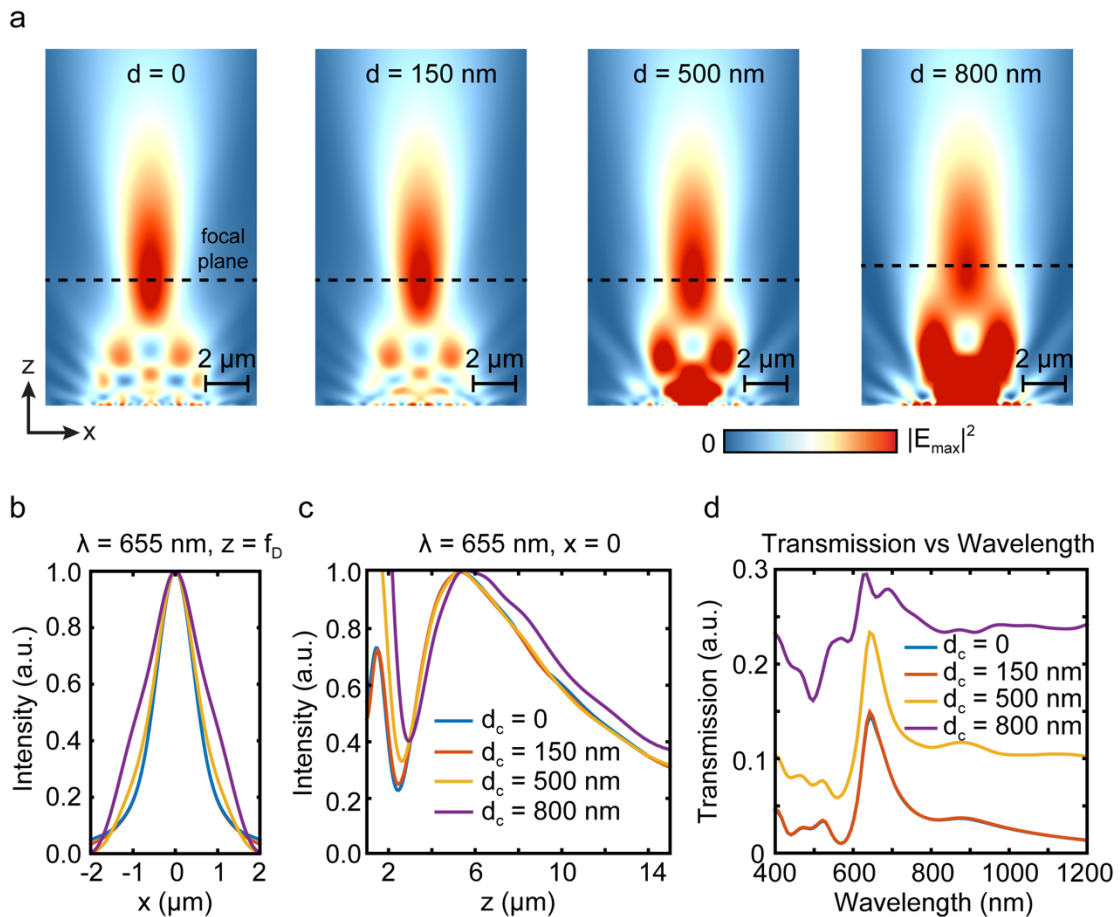 a
d = 0
d = 150 nm
d = 500 nm
d = 800 nm
focal
plane
2 μm
2 μm
2 μm
2 μm
z
x
0
|E_max|²
b
λ = 655 nm, z = f_D
Intensity (a.u.)
1.0
0.8
0.6
0.4
0.2
0.0
-2
-1
0
1
2
x (μm)
c
λ = 655 nm, x = 0
Intensity (a.u.)
1.0
0.8
0.6
0.4
0.2
0.0
d_c = 0
d_c = 150 nm
d_c = 500 nm
d_c = 800 nm
2
6
10
14
z (μm)
d
Transmission vs Wavelength
Transmission (a.u.)
0.3
0.2
0.1
0
d_c = 0
d_c = 150 nm
d_c = 500 nm
d_c = 800 nm
400
600
800
1000
1200
Wavelength (nm)